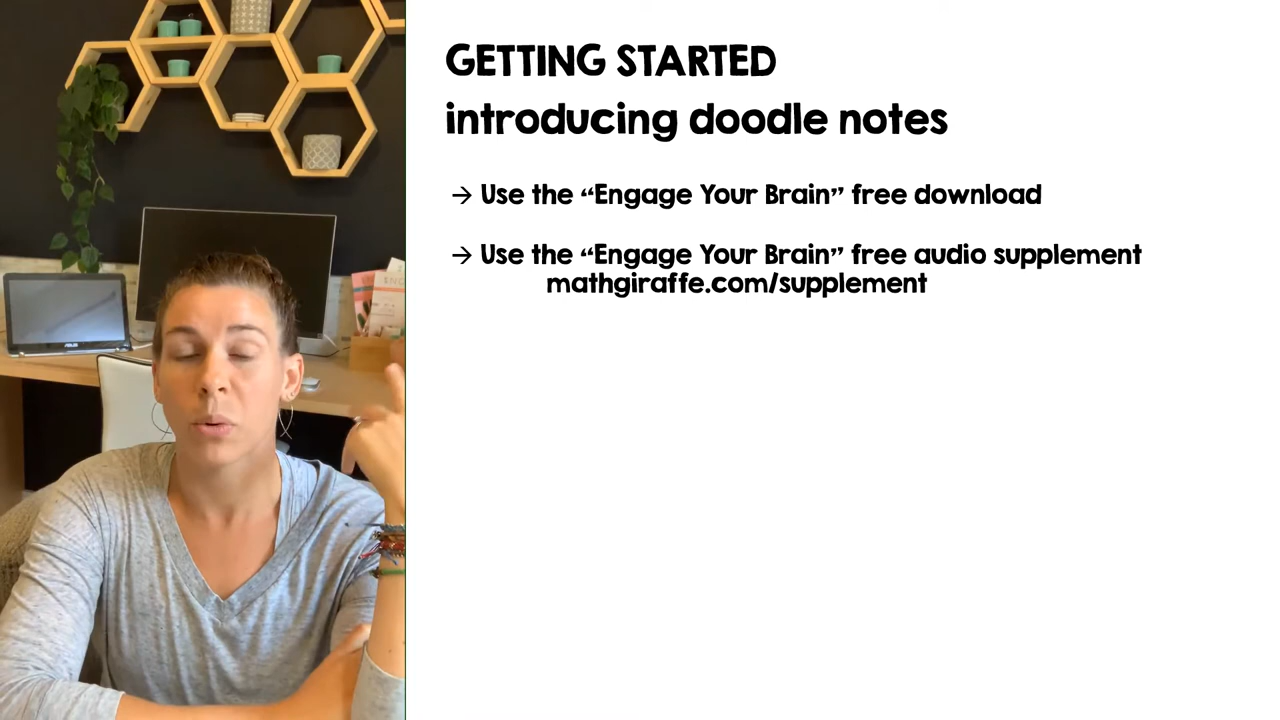 GETTING STARTED
introducing doodle notes
→ Use the “Engage Your Brain” free download
→ Use the “Engage Your Brain” free audio supplement
mathgiraffe.com/supplement
ASUS